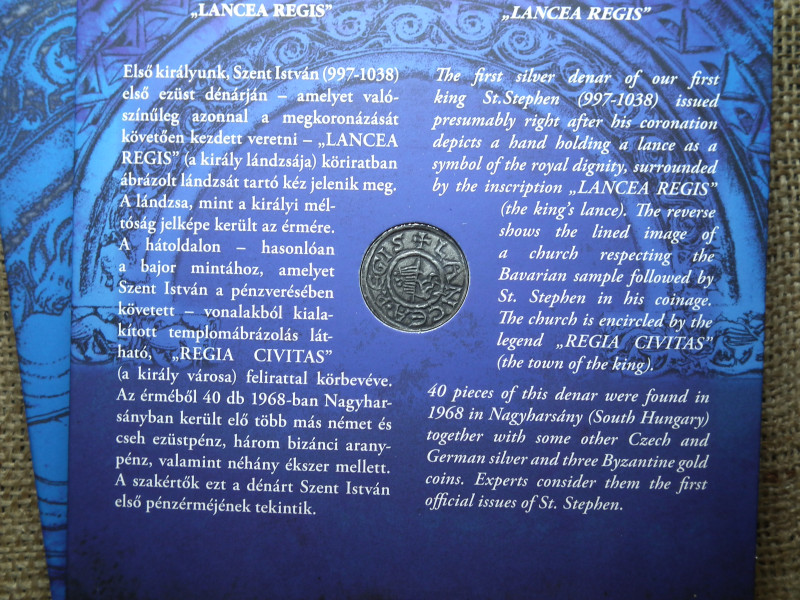 „LANCEA REGIS”
Első királyunk, Szent István (997-1038)
első ezüst dénárján – amelyet való-
színűleg azonnal a megkoronázását
követően kezdett veretni – „LANCEA
REGIS” (a király lándzsája) köriratban
ábrázolt lándzsát tartó kéz jelenik meg.
A lándzsa, mint a királyi mél-
tóság jelképe került az érmére.
A hátoldalon – hasonlóan
a bajor mintához, amelyet
Szent István a pénzverésében
követett – vonalakból kiala-
kított templomábrázolás lát-
ható, „REGIA CIVITAS”
(a király városa) felirattal körbevéve.
Az érméből 40 db 1968-ban Nagyhar-
sányban került elő több más német és
cseh ezüstpénz, három bizánci arany-
pénz, valamint néhány ékszer mellett.
A szakértők ezt a dénárt Szent István
első pénzérméjének tekintik.
„LANCEA REGIS”
The first silver denar of our first
king St.Stephen (997-1038) issued
presumably right after his coronation
depicts a hand holding a lance as a
symbol of the royal dignity, surrounded
by the inscription „LANCEA REGIS”
(the king's lance). The reverse
shows the lined image of
a church respecting the
Bavarian sample followed by
St. Stephen in his coinage.
The church is encircled by the
legend „REGIA CIVITAS”
(the town of the king).
40 pieces of this denar were found in
1968 in Nagyharsány (South Hungary)
together with some other Czech and
German silver and three Byzantine gold
coins. Experts consider them the first
official issues of St. Stephen.
+LANCEA REGIS